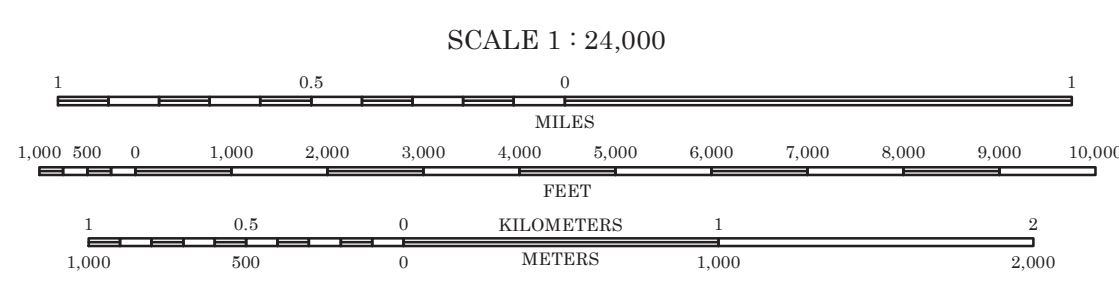 SCALE 1 : 24,000
1 0.5 0 1
MILES
1,000 500 0 1,000 2,000 3,000 4,000 5,000 6,000 7,000 8,000 9,000 10,000
FEET
1 0.5 0 KILOMETERS 1 2
1,000 500 0 METERS 1,000 2,000